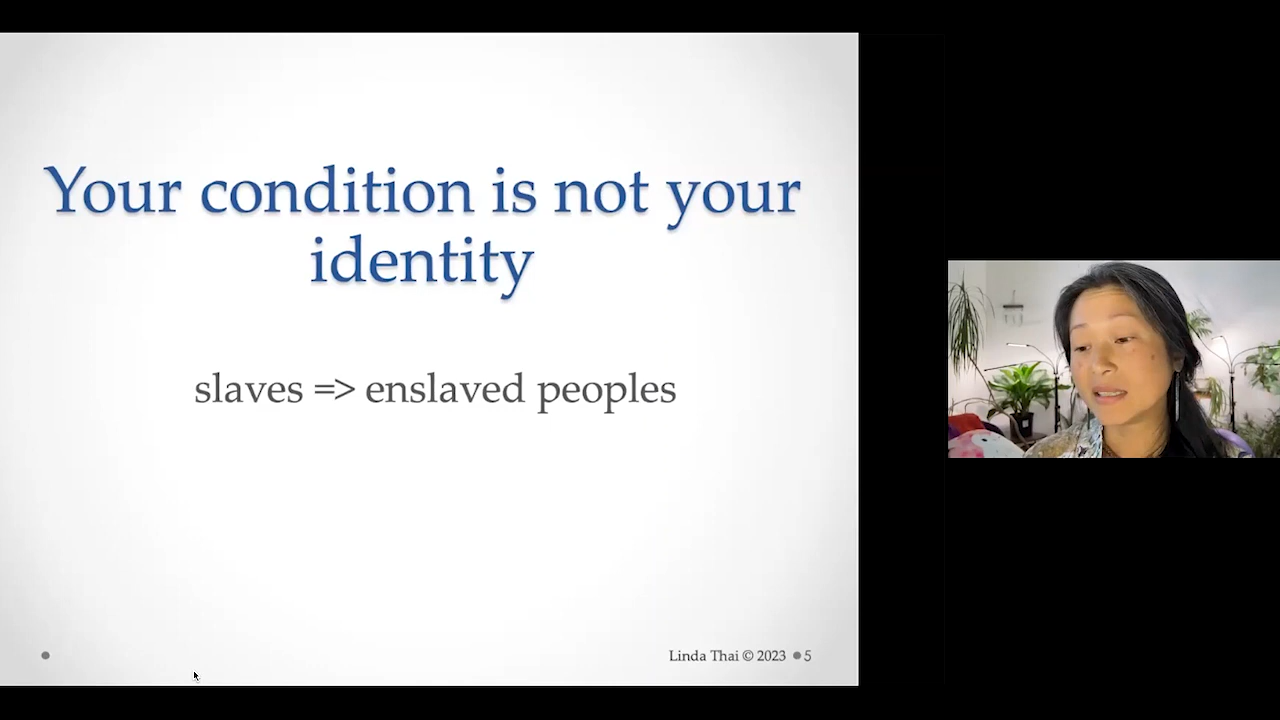 Your condition is not your
identity
slaves => enslaved peoples
Linda Thai © 2023 5